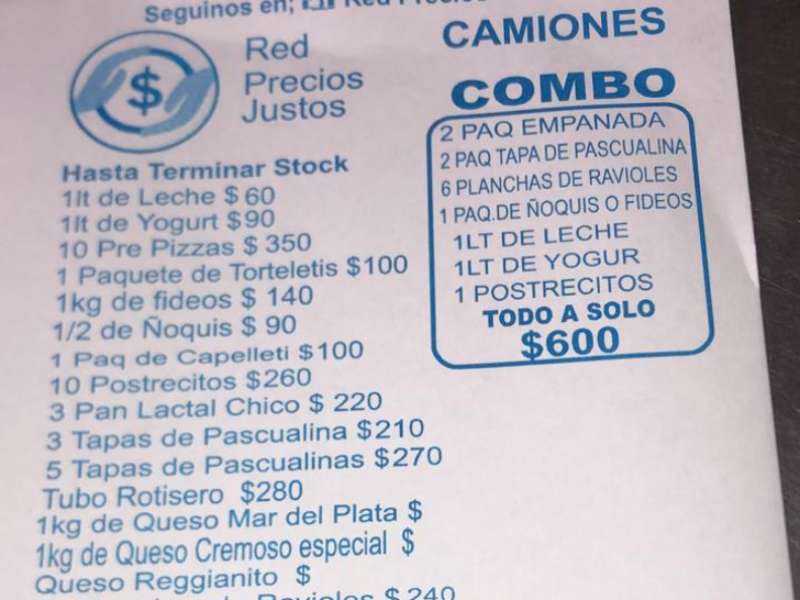 Seguinos en;
$
Red
Precios
Justos
Hasta Terminar Stock
1lt de Leche $ 60
1lt de Yogurt $90
10 Pre Pizzas $ 350
1 Paquete de Torteletis $100
1kg de fideos $ 140
1/2 de Ñoquis $ 90
1 Paq de Capelleti $100
10 Postrecitos $260
3 Pan Lactal Chico $ 220
3 Tapas de Pascualina $210
5 Tapas de Pascualinas $270
Tubo Rotisero $280
1kg de Queso Mar del Plata $
1kg de Queso Cremoso especial $
Queso Reggianito $
Ravioles $ 240
CAMIONES
COMBO
2 PAQ EMPANADA
2 PAQ TAPA DE PASCUALINA
6 PLANCHAS DE RAVIOLES
1 PAQ.DE ÑOQUIS O FIDEOS
1LT DE LECHE
1LT DE YOGUR
1 POSTRECITOS
TODO A SOLO
$600